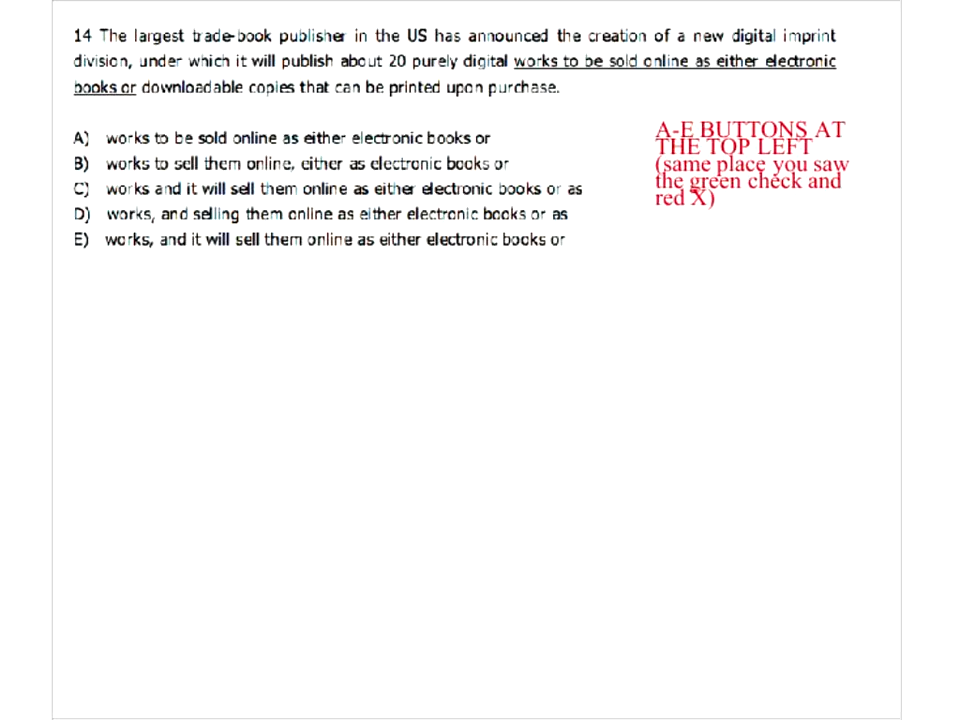 14 The largest trade-book publisher in the US has announced the creation of a new digital imprint
division, under which it will publish about 20 purely digital works to be sold online as either electronic
books or downloadable copies that can be printed upon purchase.
A) works to be sold online as either electronic books or
B) works to sell them online, either as electronic books or
C) works and it will sell them online as either electronic books or as
D) works, and selling them online as either electronic books or as
E) works, and it will sell them online as either electronic books or
A-E BUTTONS AT
THE TOP LEFT
(same place you saw
the green check and
red X)